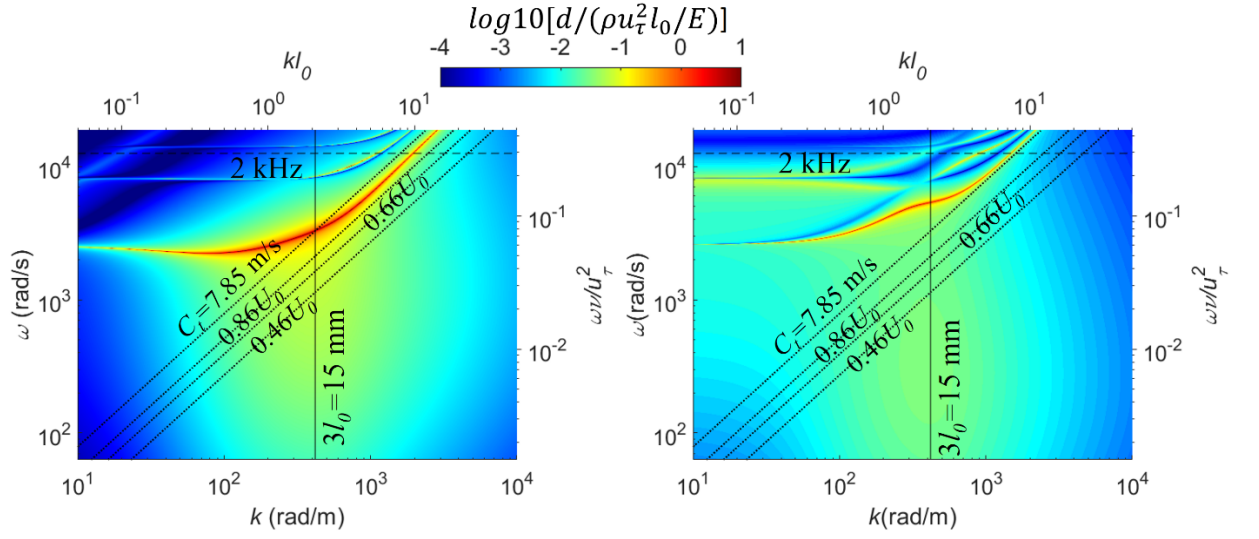 log10[d/(ρu_τ^2 l_0/E)]
-4 -3 -2 -1 0 1
kl_0
10^-1 10^0 10^1
10^4
10^3
10^2
ω (rad/s)
2 kHz
0.66U_0
C_t=7.85 m/s
0.86U_0
0.46U_0
3l_0=15 mm
10^-1
10^-2
ων/u_τ^2
10^1 10^2 10^3 10^4
k (rad/m)
kl_0
10^-1 10^0 10^1
10^4
10^3
10^2
ω(rad/s)
2 kHz
0.66U_0
C_t=7.85 m/s
0.86U_0
0.46U_0
3l_0=15 mm
10^-1
10^-2
ων/u_τ^2
10^1 10^2 10^3 10^4
k(rad/m)